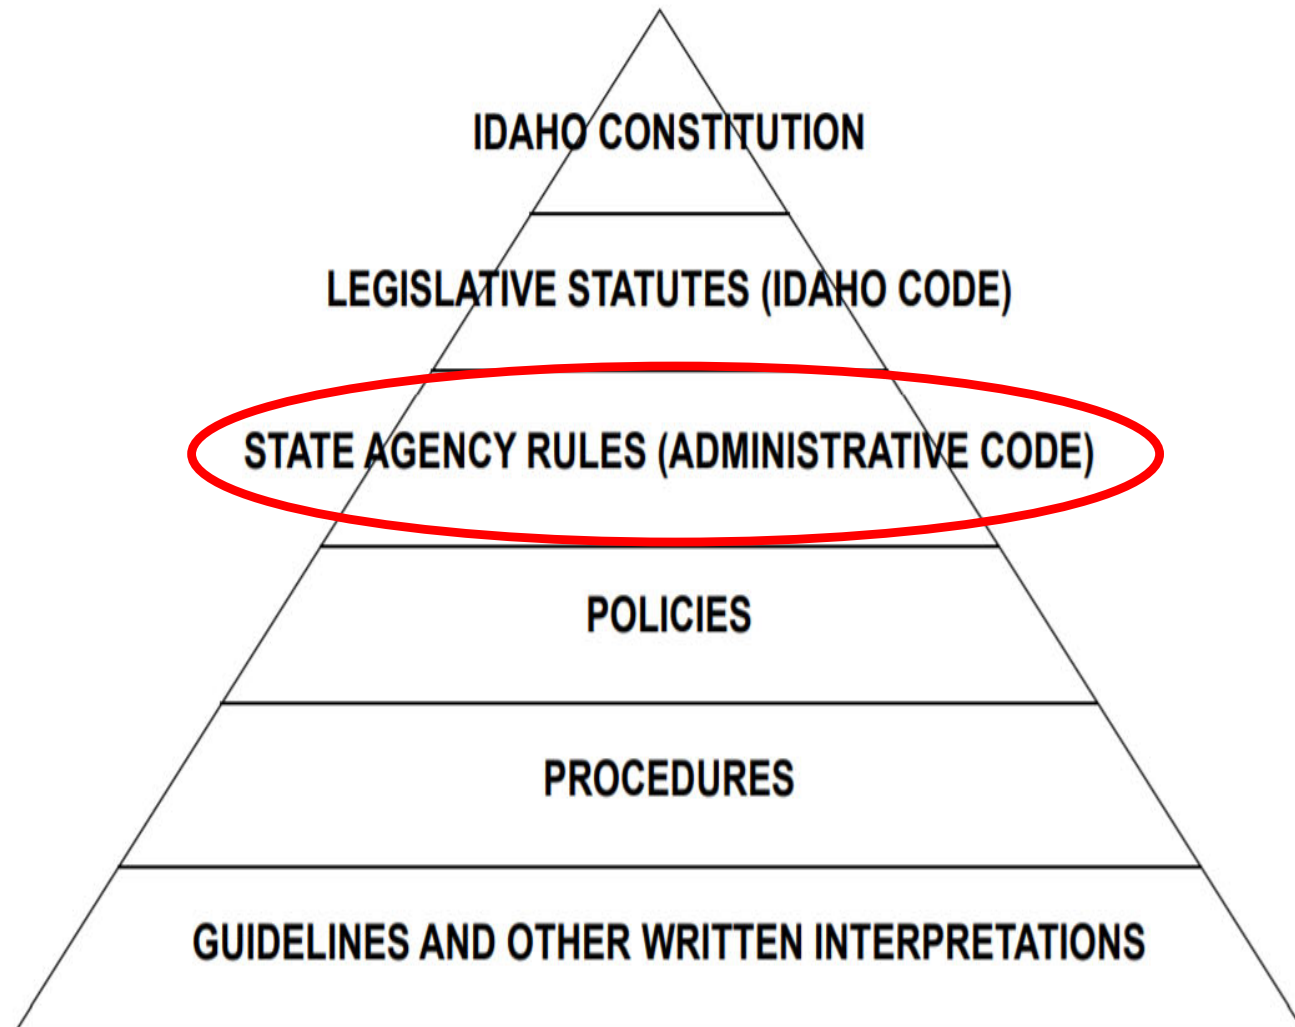 IDAHO CONSTITUTION
LEGISLATIVE STATUTES (IDAHO CODE)
STATE AGENCY RULES (ADMINISTRATIVE CODE)
POLICIES
PROCEDURES
GUIDELINES AND OTHER WRITTEN INTERPRETATIONS